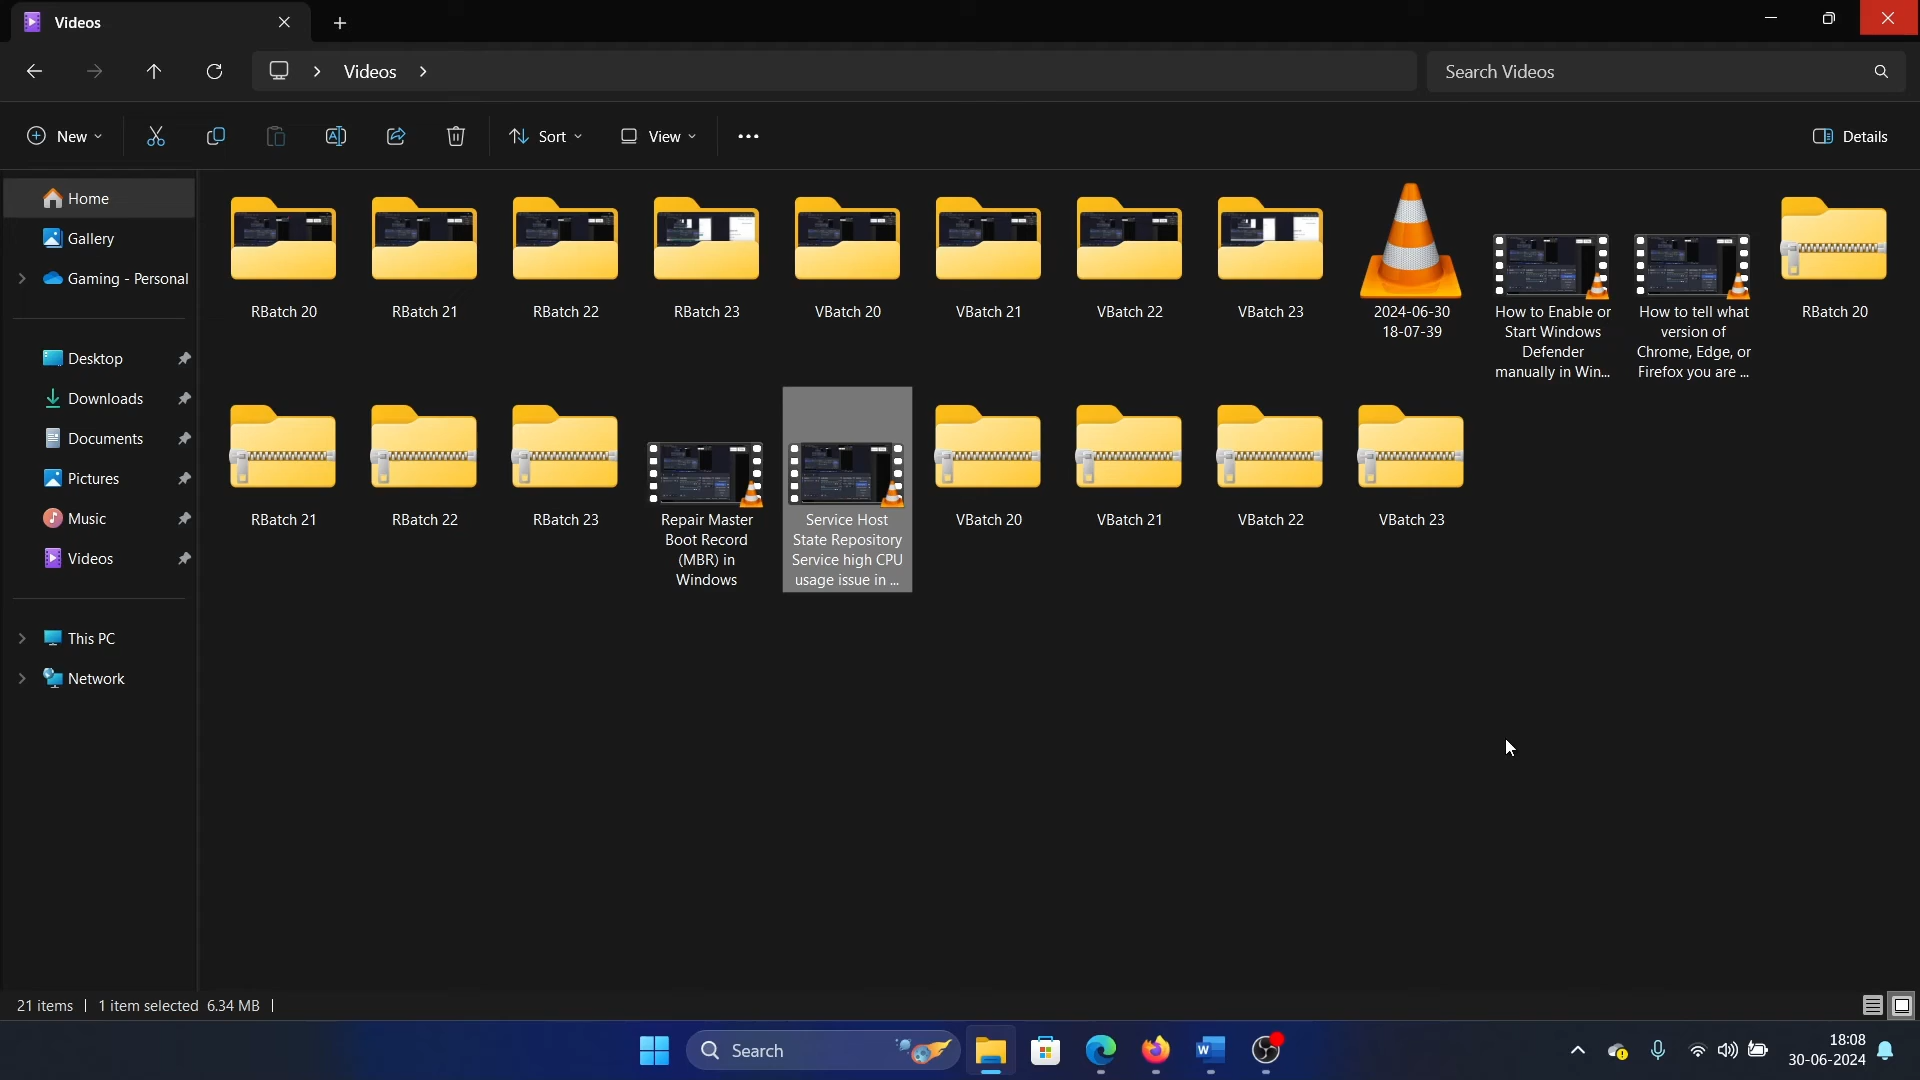 Videos
Videos
Search Videos
New
Sort
View
Details
Home
Gallery
Gaming - Personal
Desktop
Downloads
Documents
Pictures
Music
Videos
This PC
Network
RBatch 20
RBatch 21
RBatch 22
RBatch 23
VBatch 20
VBatch 21
VBatch 22
VBatch 23
2024-06-30
18-07-39
How to Enable or
Start Windows
Defender
manually in Win...
How to tell what
version of
Chrome, Edge, or
Firefox you are ...
RBatch 20
RBatch 21
RBatch 22
RBatch 23
Repair Master
Boot Record
(MBR) in
Windows
Service Host
State Repository
Service high CPU
usage issue in ...
VBatch 20
VBatch 21
VBatch 22
VBatch 23
21 items
1 item selected 6.34 MB
Search
18:08
30-06-2024